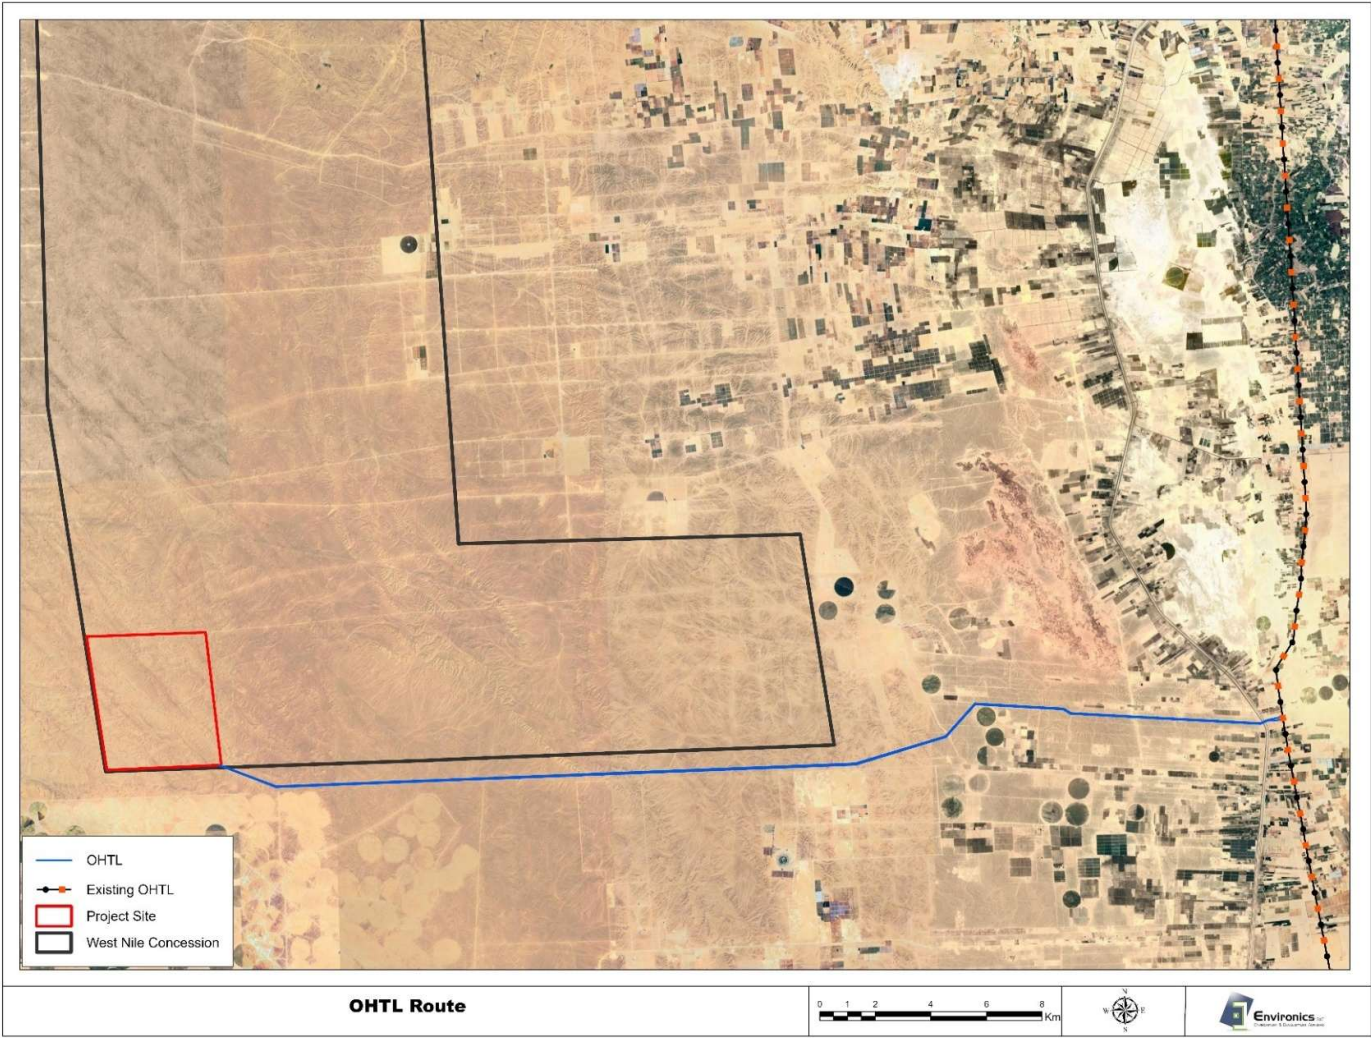 OHTL
Existing OHTL
Project Site
West Nile Concession
OHTL Route
0 1 2 4 6 8
Km
N
W E
S
Environics